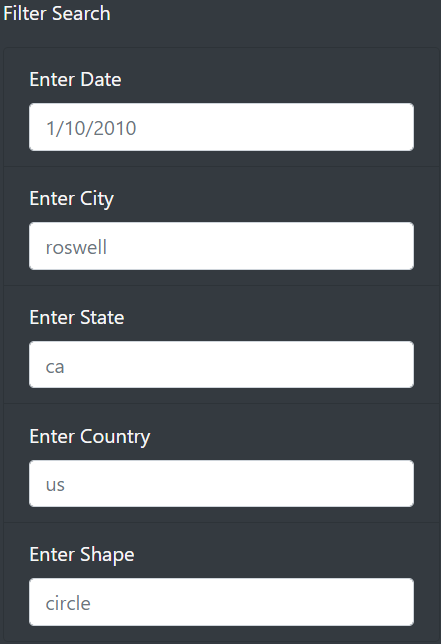 Filter Search
Enter Date
1/10/2010
Enter City
roswell
Enter State
ca
Enter Country
us
Enter Shape
circle